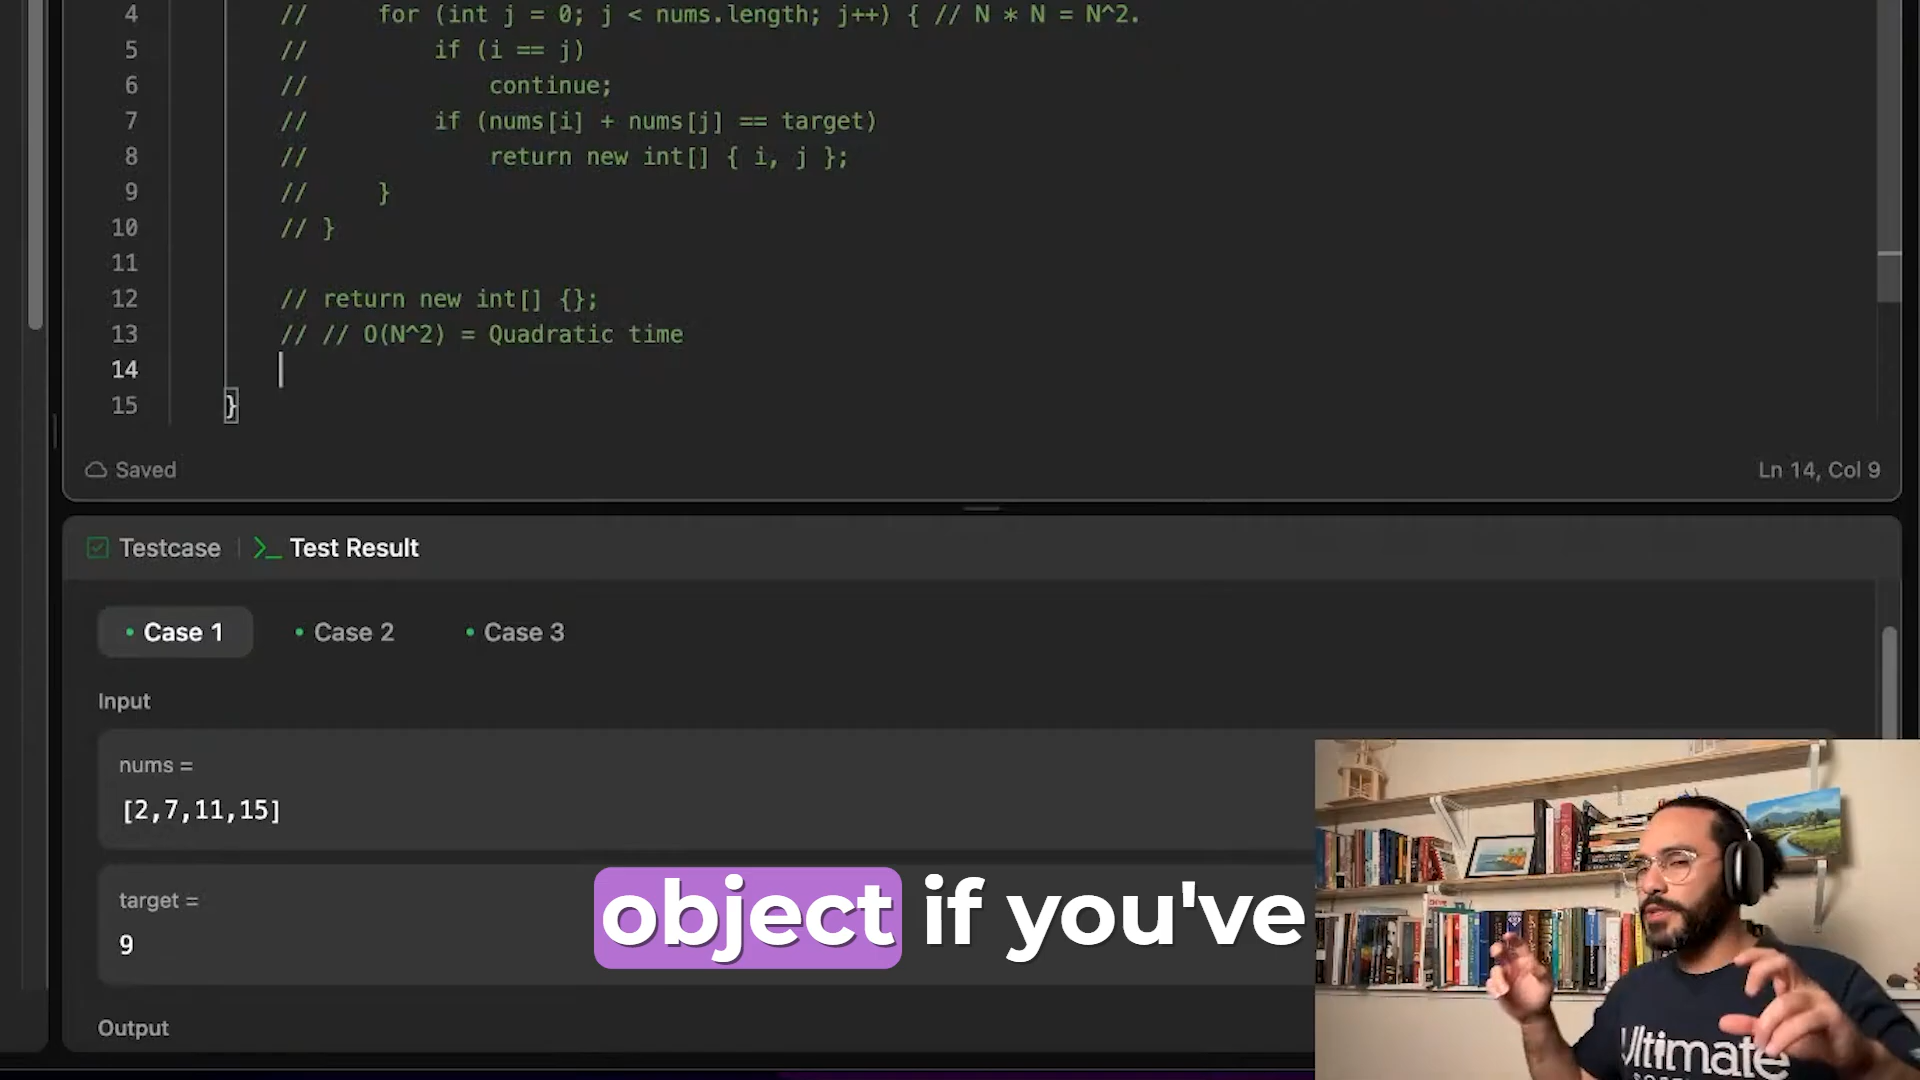 4 // for (int j = 0; j < nums.length; j++) { // N * N = N^2.
5 // if (i == j)
6 // continue;
7 // if (nums[i] + nums[j] == target)
8 // return new int[] { i, j };
9 // }
10 // }
11
12 // return new int[] {};
13 // // O(N^2) = Quadratic time
14
15 }
Saved
Ln 14, Col 9
Testcase
>_ Test Result
Case 1
Case 2
Case 3
Input
nums =
[2,7,11,15]
target =
9
object if you've
Output
Ultimate